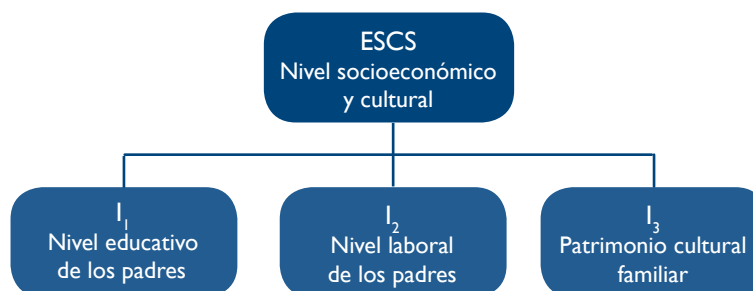 ESCS
Nivel socioeconómico
y cultural
I₁
Nivel educativo
de los padres
I₂
Nivel laboral
de los padres
I₃
Patrimonio cultural
familiar